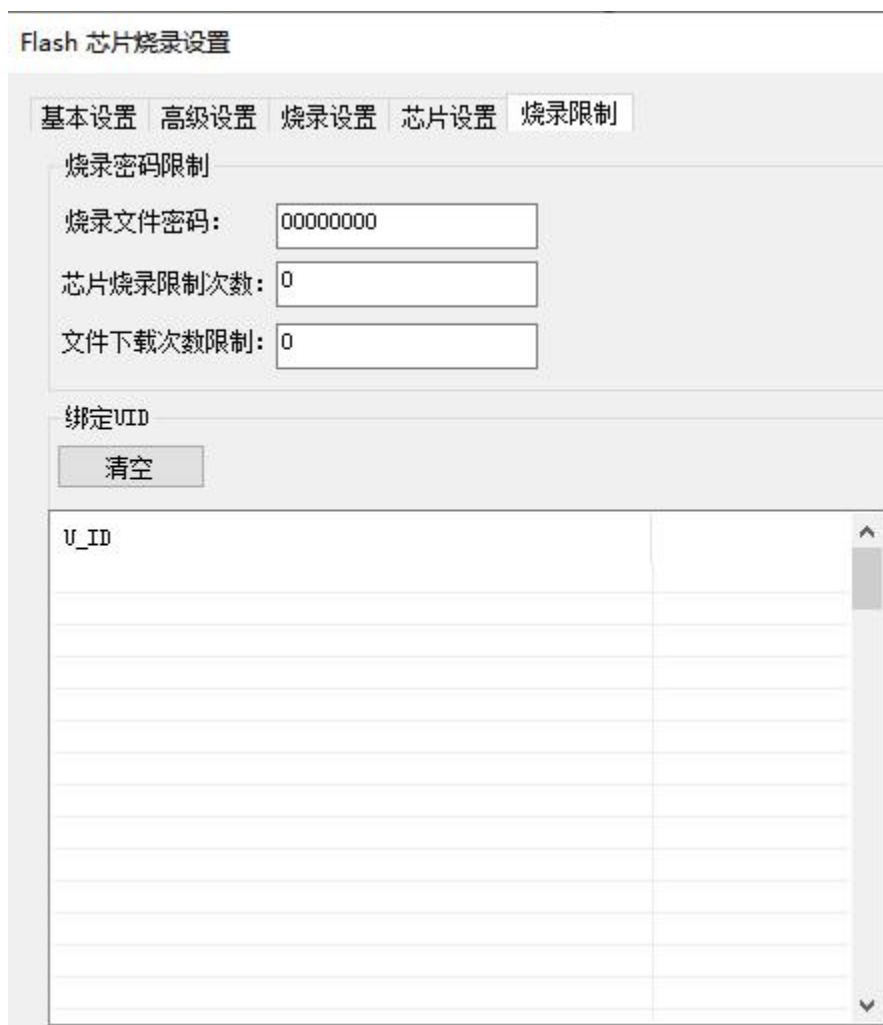 Flash 芯片烧录设置
基本设置 高级设置 烧录设置 芯片设置 烧录限制
烧录密码限制
烧录文件密码: 00000000
芯片烧录限制次数: 0
文件下载次数限制: 0
绑定UID
清空
U_ID